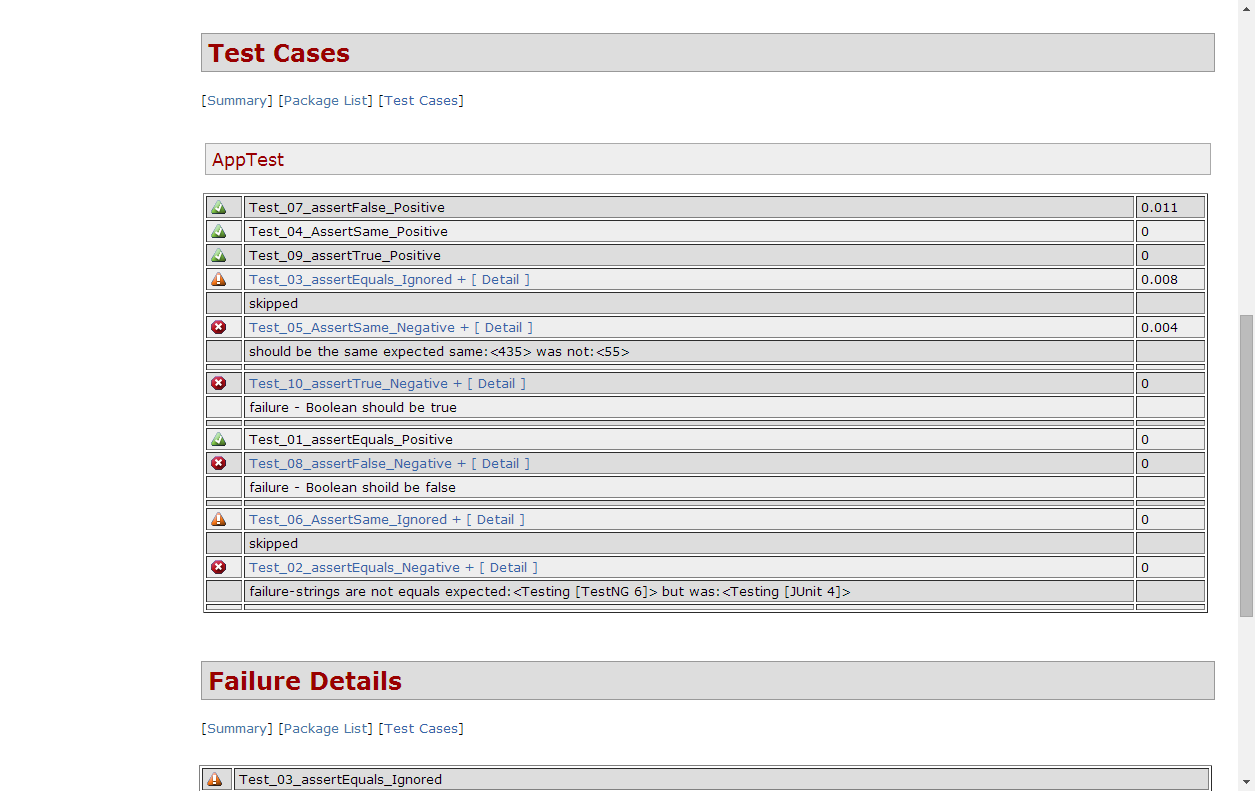 Test Cases
[Summary] [Package List] [Test Cases]
AppTest
Test_07_assertFalse_Positive 0.011
Test_04_AssertSame_Positive 0
Test_09_assertTrue_Positive 0
Test_03_assertEquals_Ignored + [ Detail ] 0.008
skipped
Test_05_AssertSame_Negative + [ Detail ] 0.004
should be the same expected same:<435> was not:<55>
Test_10_assertTrue_Negative + [ Detail ] 0
failure - Boolean should be true
Test_01_assertEquals_Positive 0
Test_08_assertFalse_Negative + [ Detail ] 0
failure - Boolean shoild be false
Test_06_AssertSame_Ignored + [ Detail ] 0
skipped
Test_02_assertEquals_Negative + [ Detail ] 0
failure-strings are not equals expected:<Testing [TestNG 6]> but was:<Testing [JUnit 4]>
Failure Details
[Summary] [Package List] [Test Cases]
Test_03_assertEquals_Ignored